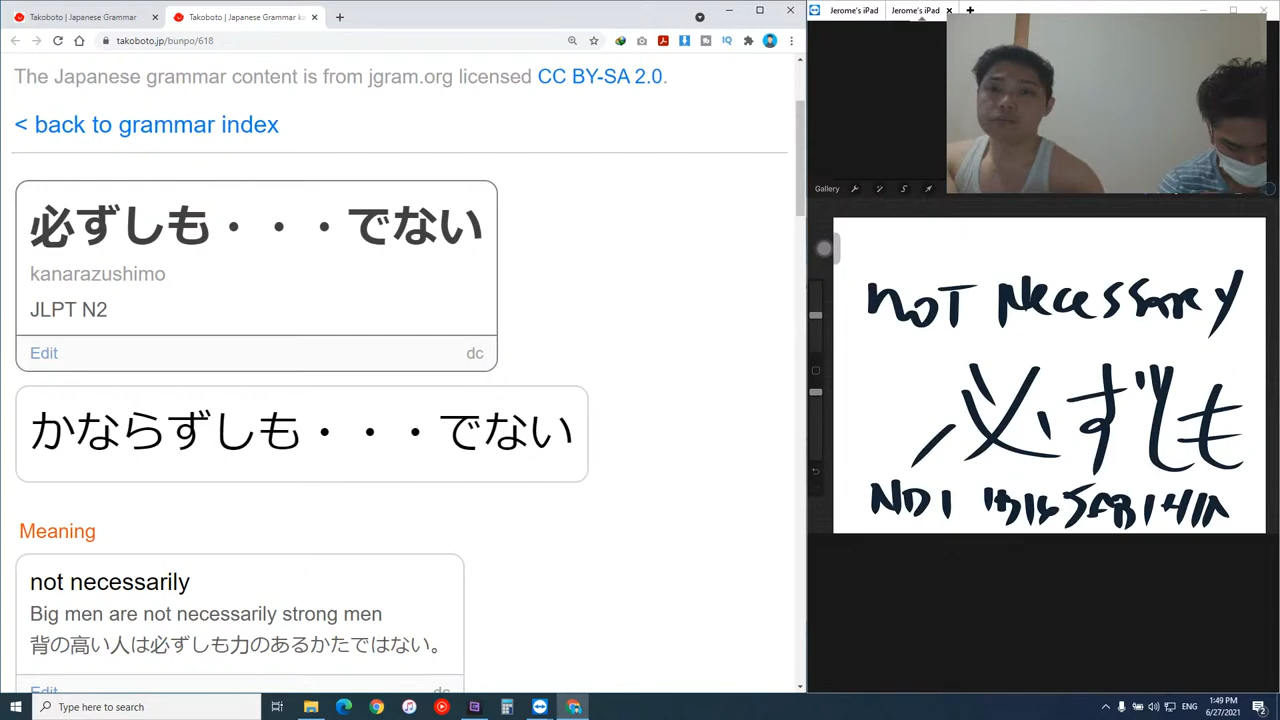 Takoboto | Japanese Grammar
Takoboto | Japanese Grammar ka
takoboto.jp/bunpo/618
The Japanese grammar content is from jgram.org licensed CC BY-SA 2.0.
< back to grammar index
必ずしも・・・でない
kanarazushimo
JLPT N2
Edit
dc
かならずしも・・・でない
Meaning
not necessarily
Big men are not necessarily strong men
背の高い人は必ずしも力のあるかたではない。
Edit
dc
Jerome's iPad
Jerome's iPad
Gallery
noT Necessary
必ずしも
NDI
Type here to search
ENG
1:49 PM
6/27/2021
2